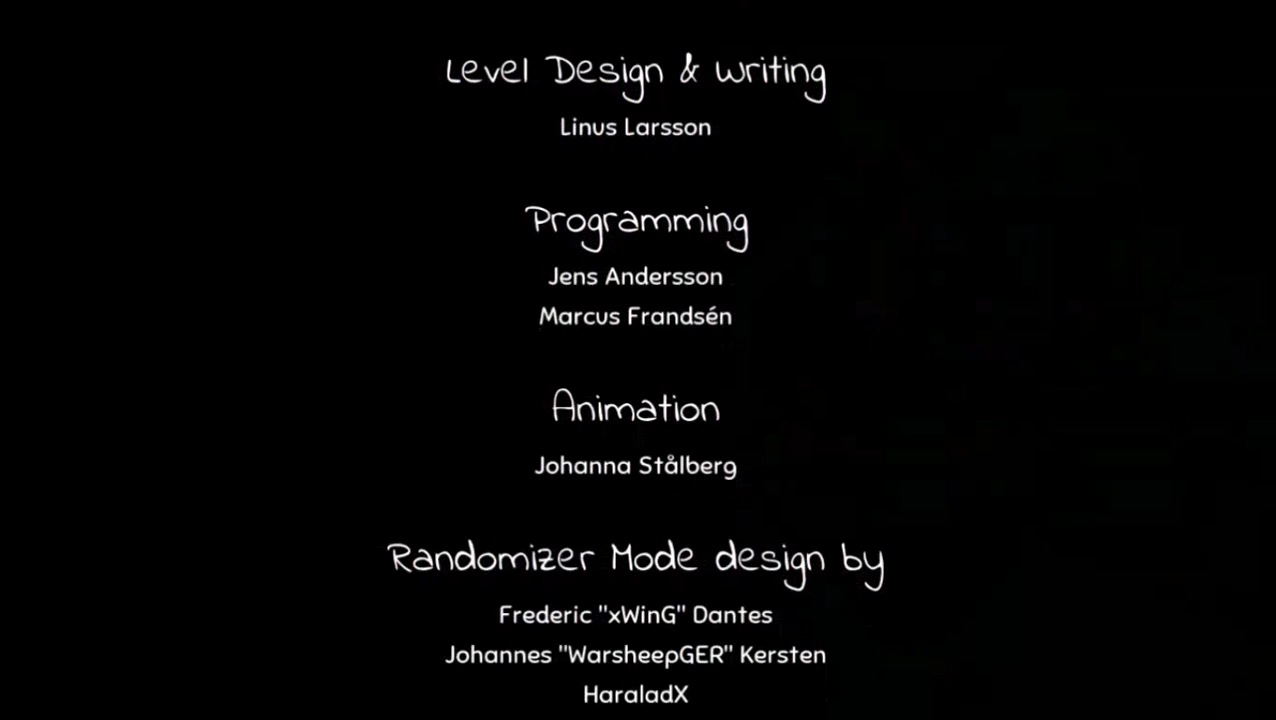 Level Design & Writing
Linus Larsson
Programming
Jens Andersson
Marcus Frandsén
Animation
Johanna Stålberg
Randomizer Mode design by
Frederic "xWinG" Dantes
Johannes "WarsheepGER" Kersten
HaraladX